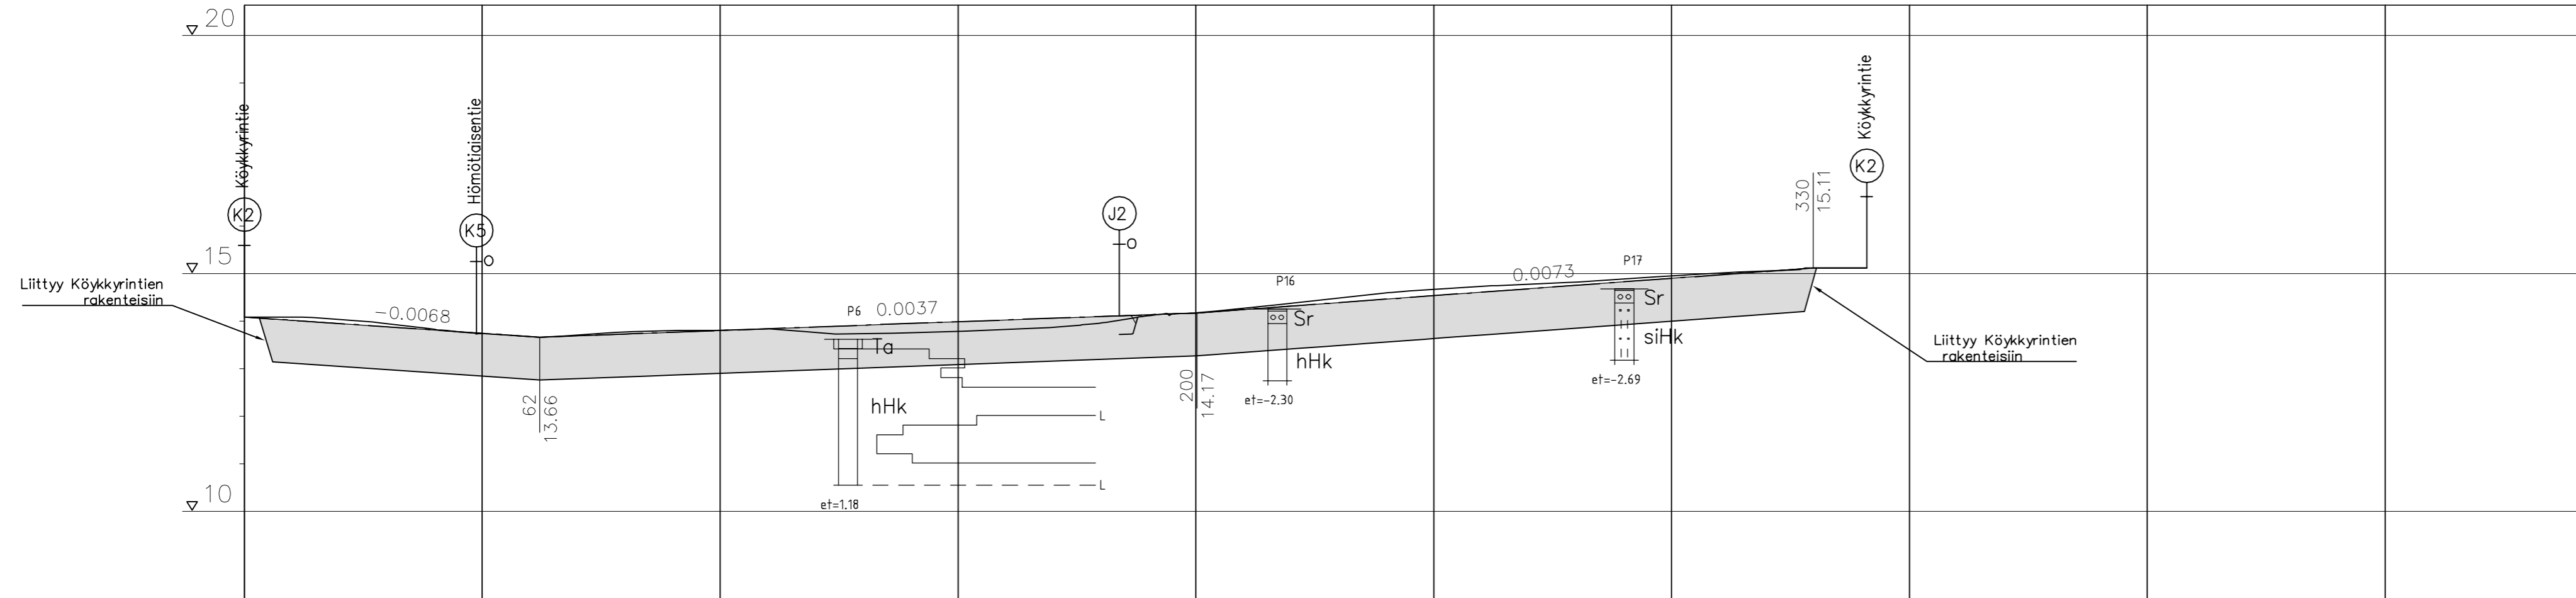 20
Köykkyrintie
Hömötiaisentie
Köykkyrintie
K2
K5
J2
K2
o
o
15
330
15.11
Liittyy Köykkyrintien
rakenteisiin
-0.0068
P6
0.0037
P16
0.0073
P17
Sr
Sr
Ta
siHk
hHk
hHk
Liittyy Köykkyrintien
rakenteisiin
62
13.66
200
14.17
et=-2.30
et=-2.69
L
L
10
et=1.18